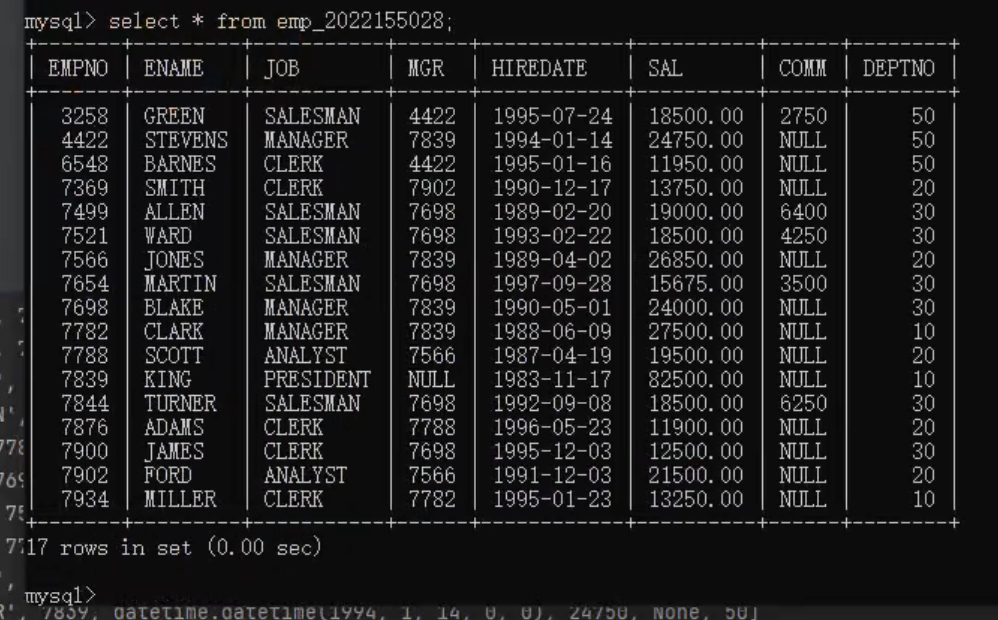 mysql> select * from emp_2022155028;
+-------+---------+-----------+------+------------+----------+------+--------+
| EMPNO | ENAME | JOB | MGR | HIREDATE | SAL | COMM | DEPTNO |
+-------+---------+-----------+------+------------+----------+------+--------+
| 3258 | GREEN | SALESMAN | 4422 | 1995-07-24 | 18500.00 | 2750 | 50 |
| 4422 | STEVENS | MANAGER | 7839 | 1994-01-14 | 24750.00 | NULL | 50 |
| 6548 | BARNES | CLERK | 4422 | 1995-01-16 | 11950.00 | NULL | 50 |
| 7369 | SMITH | CLERK | 7902 | 1990-12-17 | 13750.00 | NULL | 20 |
| 7499 | ALLEN | SALESMAN | 7698 | 1989-02-20 | 19000.00 | 6400 | 30 |
| 7521 | WARD | SALESMAN | 7698 | 1993-02-22 | 18500.00 | 4250 | 30 |
| 7566 | JONES | MANAGER | 7839 | 1989-04-02 | 26850.00 | NULL | 20 |
| 7654 | MARTIN | SALESMAN | 7698 | 1997-09-28 | 15675.00 | 3500 | 30 |
| 7698 | BLAKE | MANAGER | 7839 | 1990-05-01 | 24000.00 | NULL | 30 |
| 7782 | CLARK | MANAGER | 7839 | 1988-06-09 | 27500.00 | NULL | 10 |
| 7788 | SCOTT | ANALYST | 7566 | 1987-04-19 | 19500.00 | NULL | 20 |
| 7839 | KING | PRESIDENT | NULL | 1983-11-17 | 82500.00 | NULL | 10 |
| 7844 | TURNER | SALESMAN | 7698 | 1992-09-08 | 18500.00 | 6250 | 30 |
| 7876 | ADAMS | CLERK | 7788 | 1996-05-23 | 11900.00 | NULL | 20 |
| 7900 | JAMES | CLERK | 7698 | 1995-12-03 | 12500.00 | NULL | 30 |
| 7902 | FORD | ANALYST | 7566 | 1991-12-03 | 21500.00 | NULL | 20 |
| 7934 | MILLER | CLERK | 7782 | 1995-01-23 | 13250.00 | NULL | 10 |
+-------+---------+-----------+------+------------+----------+------+--------+
17 rows in set (0.00 sec)
mysql>
R', 7839, datetime.datetime(1994, 1, 14, 0, 0), 24750, None, 50]